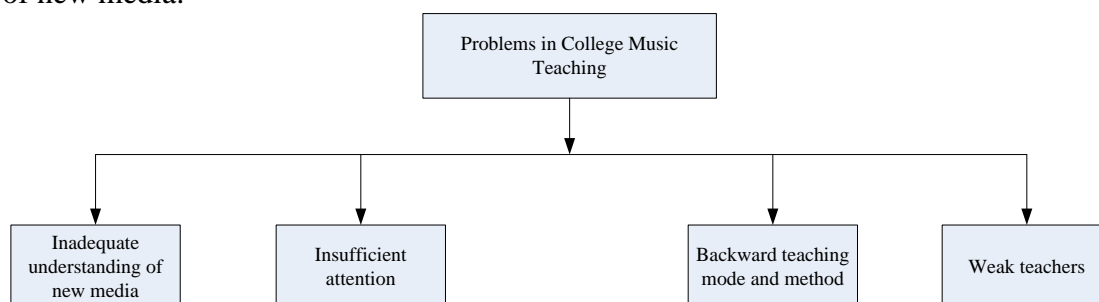 of new media.
Problems in College Music
Teaching
Inadequate
understanding of
new media
Insufficient
attention
Backward teaching
mode and method
Weak teachers